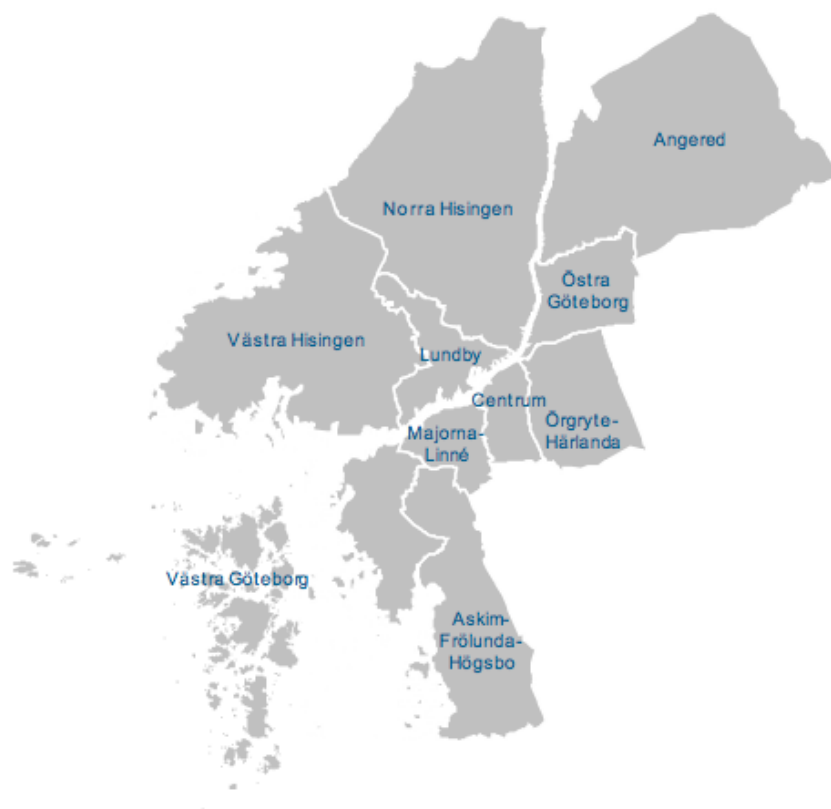 Angered
Norra Hisingen
Östra
Göteborg
Västra Hisingen
Lundby
Centrum
Örgryte-
Härlanda
Majorna-
Linné
Västra Göteborg
Askim-
Frölunda-
Högsbo